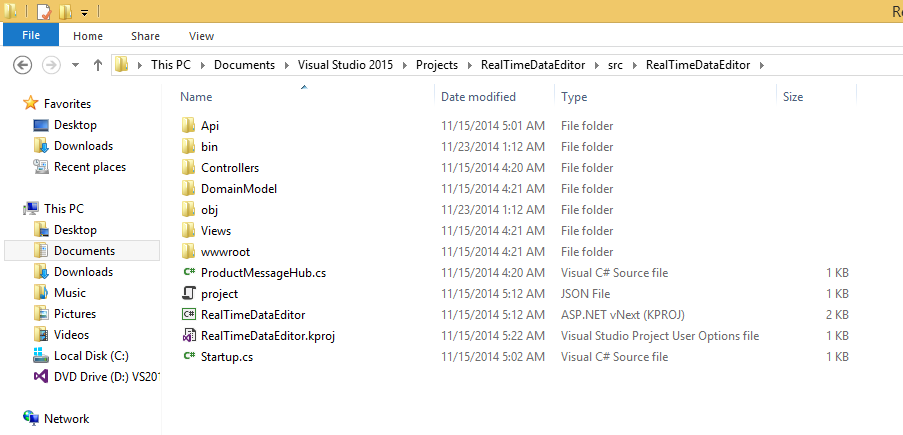 Re
File Home Share View
This PC Documents Visual Studio 2015 Projects RealTimeDataEditor src RealTimeDataEditor
Favorites
Desktop
Downloads
Recent places
This PC
Desktop
Documents
Downloads
Music
Pictures
Videos
Local Disk (C:)
DVD Drive (D:) VS201
Network
Name Date modified Type Size
Api 11/15/2014 5:01 AM File folder
bin 11/23/2014 1:12 AM File folder
Controllers 11/15/2014 4:20 AM File folder
DomainModel 11/15/2014 4:21 AM File folder
obj 11/23/2014 1:12 AM File folder
Views 11/15/2014 4:21 AM File folder
wwwroot 11/15/2014 4:21 AM File folder
ProductMessageHub.cs 11/15/2014 4:20 AM Visual C# Source file 1 KB
project 11/15/2014 5:12 AM JSON File 1 KB
RealTimeDataEditor 11/15/2014 5:12 AM ASP.NET vNext (KPROJ) 2 KB
RealTimeDataEditor.kproj 11/15/2014 5:22 AM Visual Studio Project User Options file 1 KB
Startup.cs 11/15/2014 5:02 AM Visual C# Source file 1 KB